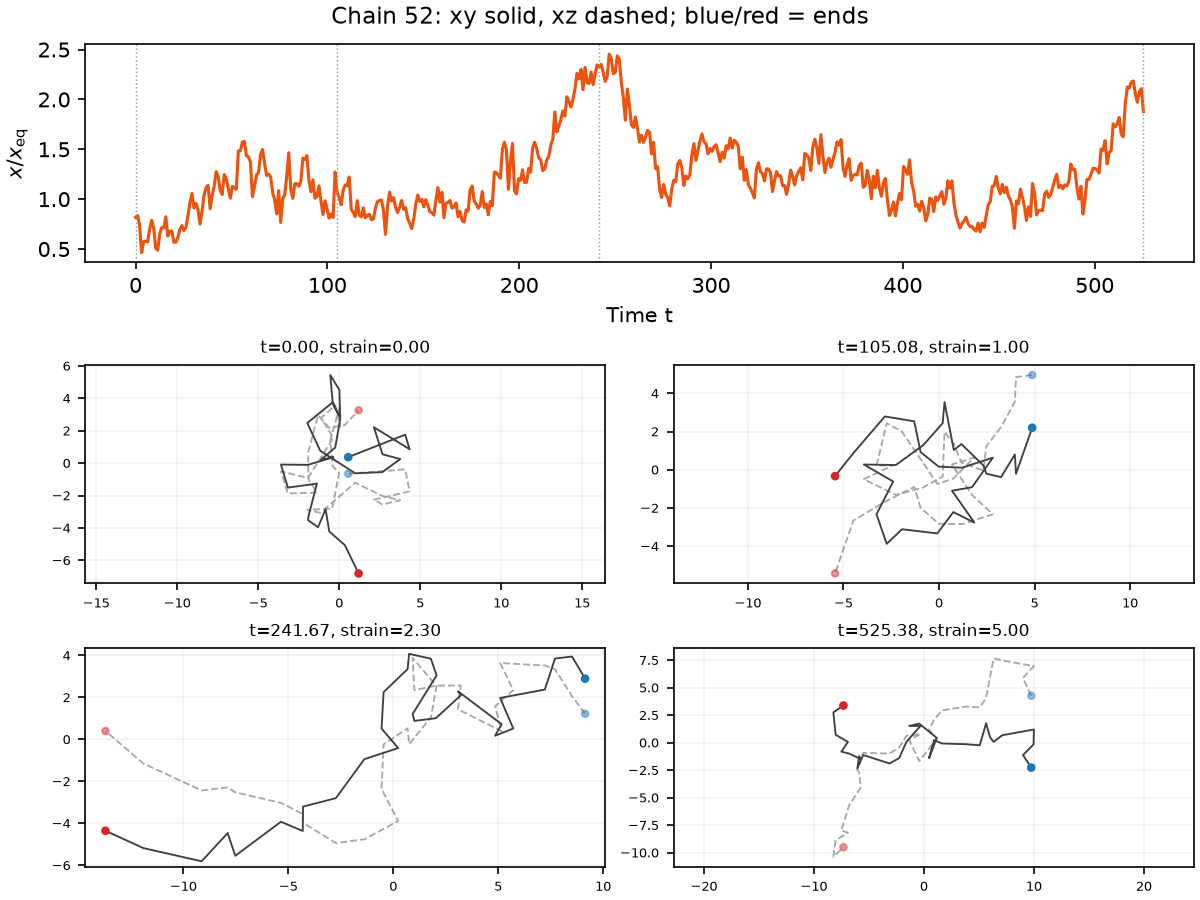 Chain 52: xy solid, xz dashed; blue/red = ends
x/x_eq
2.5
2.0
1.5
1.0
0.5
0 100 200 300 400 500
Time t
t=0.00, strain=0.00
6
4
2
0
−2
−4
−6
−15 −10 −5 0 5 10 15
t=105.08, strain=1.00
4
2
0
−2
−4
−10 −5 0 5 10
t=241.67, strain=2.30
4
2
0
−2
−4
−6
−10 −5 0 5 10
t=525.38, strain=5.00
7.5
5.0
2.5
0.0
−2.5
−5.0
−7.5
−10.0
−20 −10 0 10 20